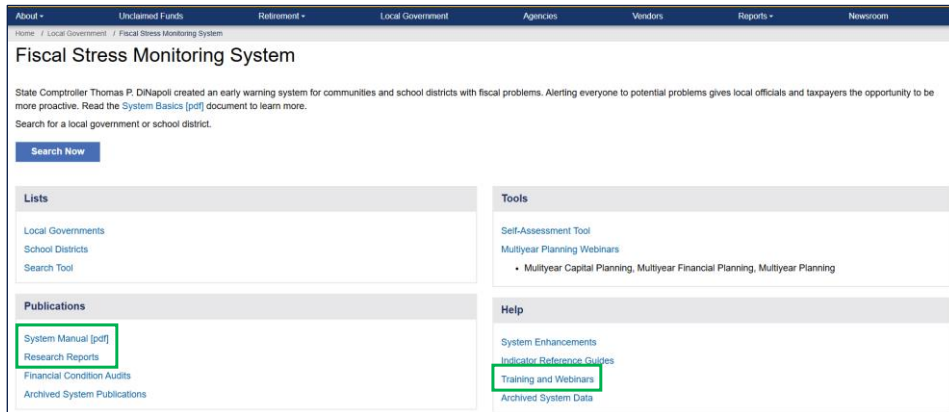 About
Unclaimed Funds
Retirement
Local Government
Agencies
Vendors
Reports
Newsroom
Home / Local Government / Fiscal Stress Monitoring System
Fiscal Stress Monitoring System
State Comptroller Thomas P. DiNapoli created an early warning system for communities and school districts with fiscal problems. Alerting everyone to potential problems gives local officials and taxpayers the opportunity to be
more proactive. Read the System Basics [pdf] document to learn more.
Search for a local government or school district.
Search Now
Lists
Local Governments
School Districts
Search Tool
Tools
Self-Assessment Tool
Multiyear Planning Webinars
• Mulityear Capital Planning, Multiyear Financial Planning, Multiyear Planning
Publications
System Manual [pdf]
Research Reports
Financial Condition Audits
Archived System Publications
Help
System Enhancements
Indicator Reference Guides
Training and Webinars
Archived System Data